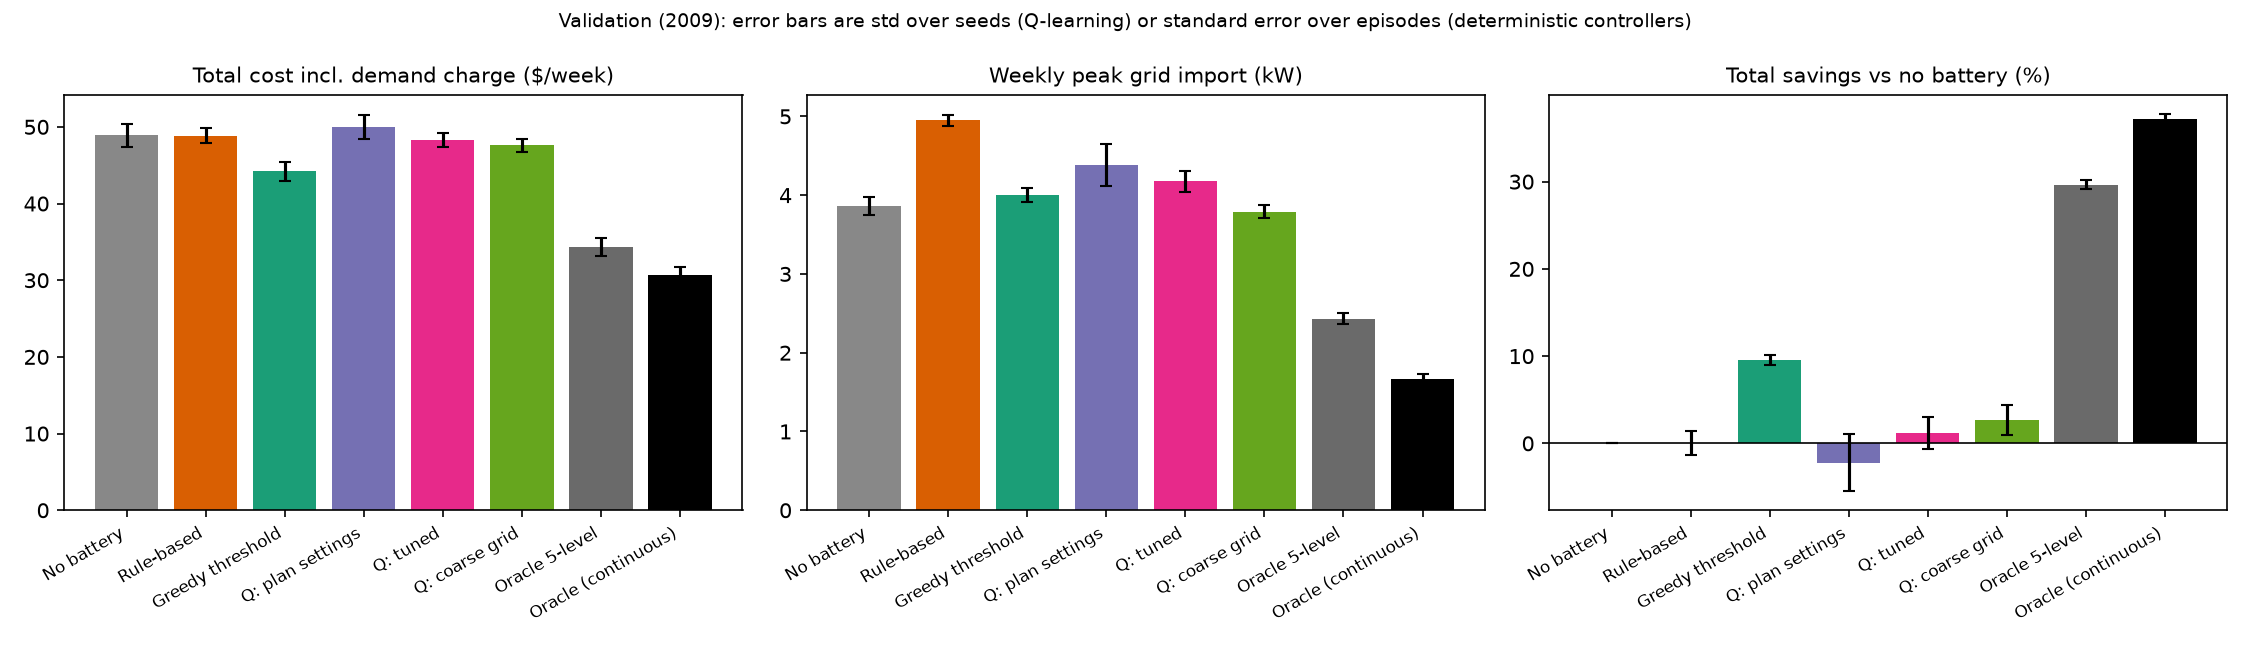 Validation (2009): error bars are std over seeds (Q-learning) or standard error over episodes (deterministic controllers)
Total cost incl. demand charge ($/week)
50
40
30
20
10
0
No battery
Rule-based
Greedy threshold
Q: plan settings
Q: tuned
Q: coarse grid
Oracle 5-level
Oracle (continuous)
Weekly peak grid import (kW)
5
4
3
2
1
0
No battery
Rule-based
Greedy threshold
Q: plan settings
Q: tuned
Q: coarse grid
Oracle 5-level
Oracle (continuous)
Total savings vs no battery (%)
30
20
10
0
No battery
Rule-based
Greedy threshold
Q: plan settings
Q: tuned
Q: coarse grid
Oracle 5-level
Oracle (continuous)